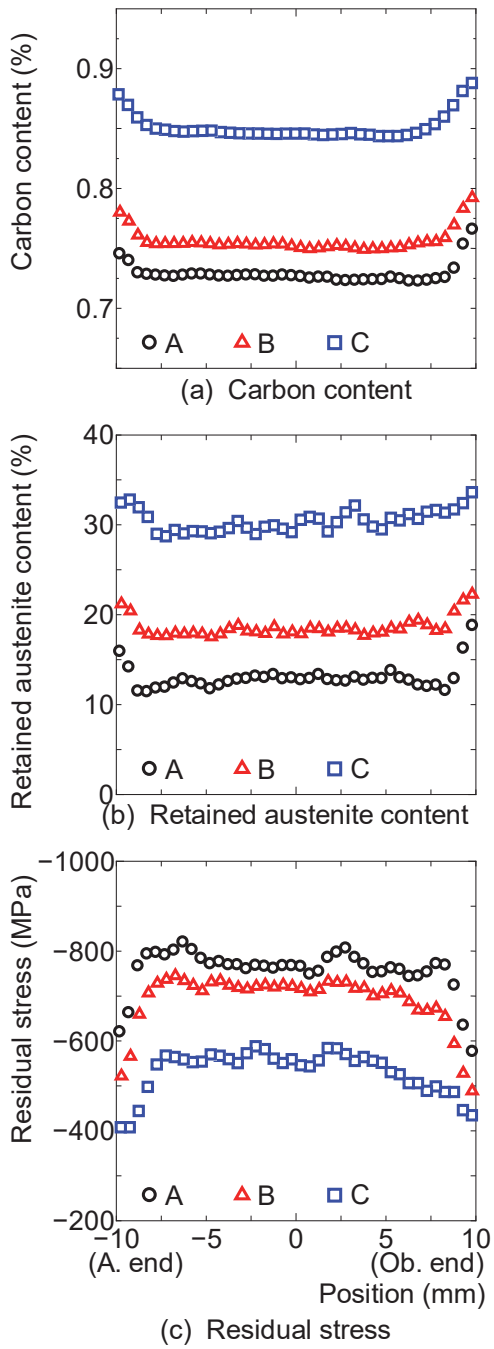 Carbon content (%)
0.9
0.8
0.7
A B C
(a) Carbon content
Retained austenite content (%)
40
30
20
10
0
A B C
(b) Retained austenite content
Residual stress (MPa)
−1000
−800
−600
−400
−200
A B C
−10 −5 0 5 10
(A. end) (Ob. end)
Position (mm)
(c) Residual stress